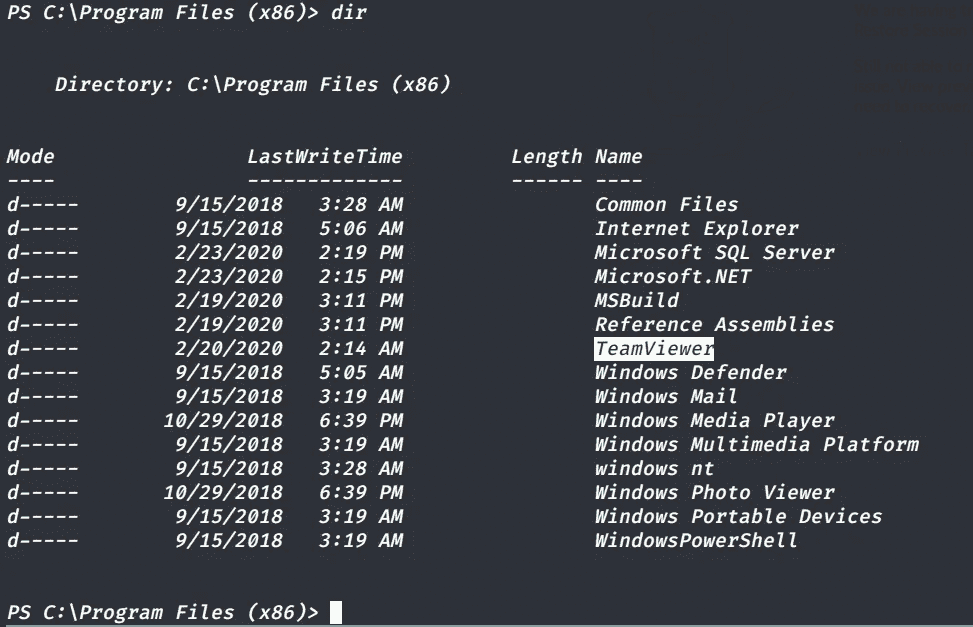 PS C:\Program Files (x86)> dir
Directory: C:\Program Files (x86)
Mode LastWriteTime Length Name
---- ------------- ------ ----
d----- 9/15/2018 3:28 AM Common Files
d----- 9/15/2018 5:06 AM Internet Explorer
d----- 2/23/2020 2:19 PM Microsoft SQL Server
d----- 2/23/2020 2:15 PM Microsoft.NET
d----- 2/19/2020 3:11 PM MSBuild
d----- 2/19/2020 3:11 PM Reference Assemblies
d----- 2/20/2020 2:14 AM TeamViewer
d----- 9/15/2018 5:05 AM Windows Defender
d----- 9/15/2018 3:19 AM Windows Mail
d----- 10/29/2018 6:39 PM Windows Media Player
d----- 9/15/2018 3:19 AM Windows Multimedia Platform
d----- 9/15/2018 3:28 AM windows nt
d----- 10/29/2018 6:39 PM Windows Photo Viewer
d----- 9/15/2018 3:19 AM Windows Portable Devices
d----- 9/15/2018 3:19 AM WindowsPowerShell
PS C:\Program Files (x86)>